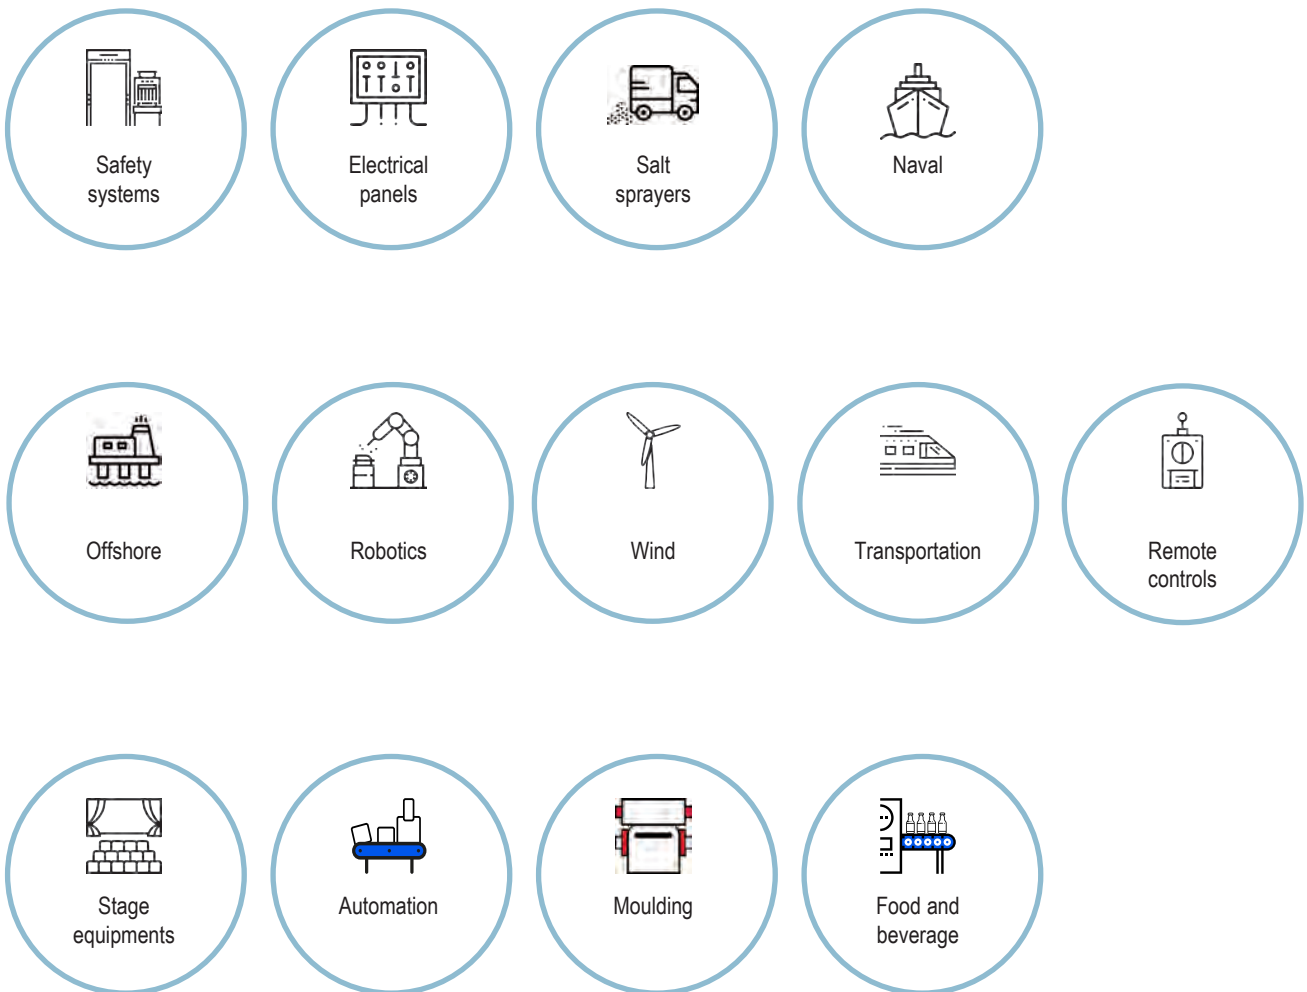 Safety
systems
Electrical
panels
Salt
sprayers
Naval
Offshore
Robotics
Wind
Transportation
Remote
controls
Stage
equipments
Automation
Moulding
Food and
beverage